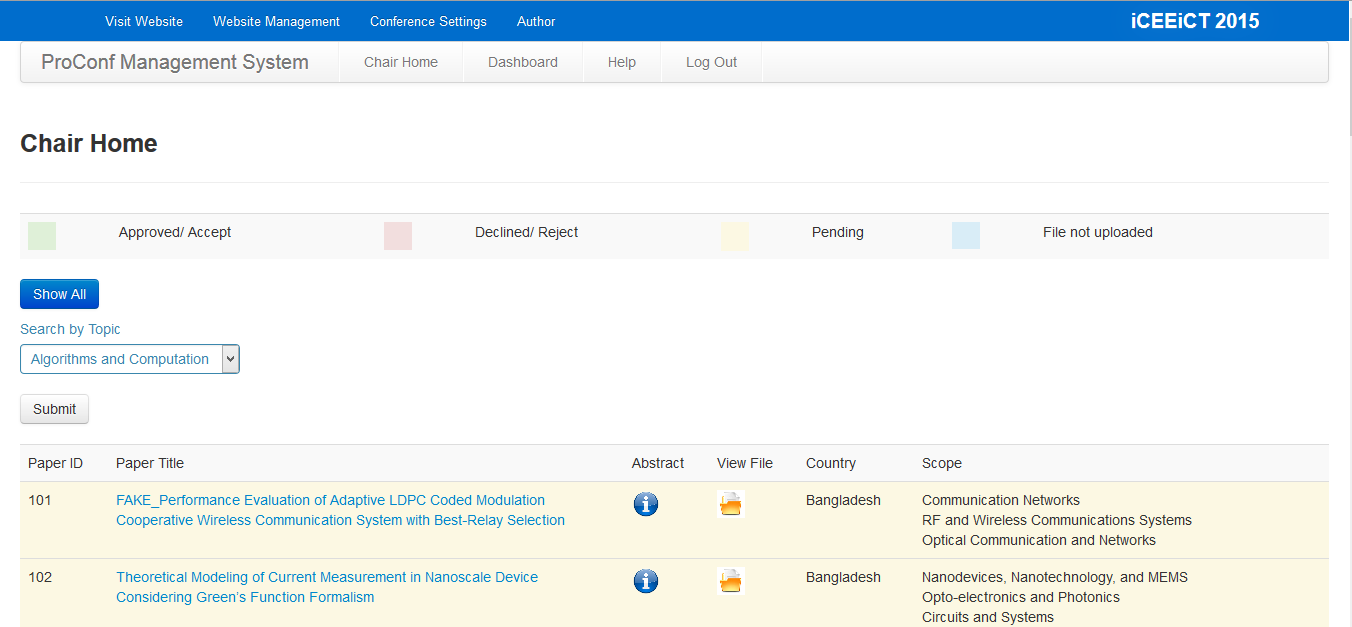 Visit Website Website Management Conference Settings Author iCEEiCT 2015
ProConf Management System Chair Home Dashboard Help Log Out
Chair Home
Approved/ Accept Declined/ Reject Pending File not uploaded
Show All
Search by Topic
Algorithms and Computation
Submit
Paper ID Paper Title Abstract View File Country Scope
101 FAKE_Performance Evaluation of Adaptive LDPC Coded Modulation Bangladesh Communication Networks
Cooperative Wireless Communication System with Best-Relay Selection RF and Wireless Communications Systems
Optical Communication and Networks
102 Theoretical Modeling of Current Measurement in Nanoscale Device Bangladesh Nanodevices, Nanotechnology, and MEMS
Considering Green's Function Formalism Opto-electronics and Photonics
Circuits and Systems